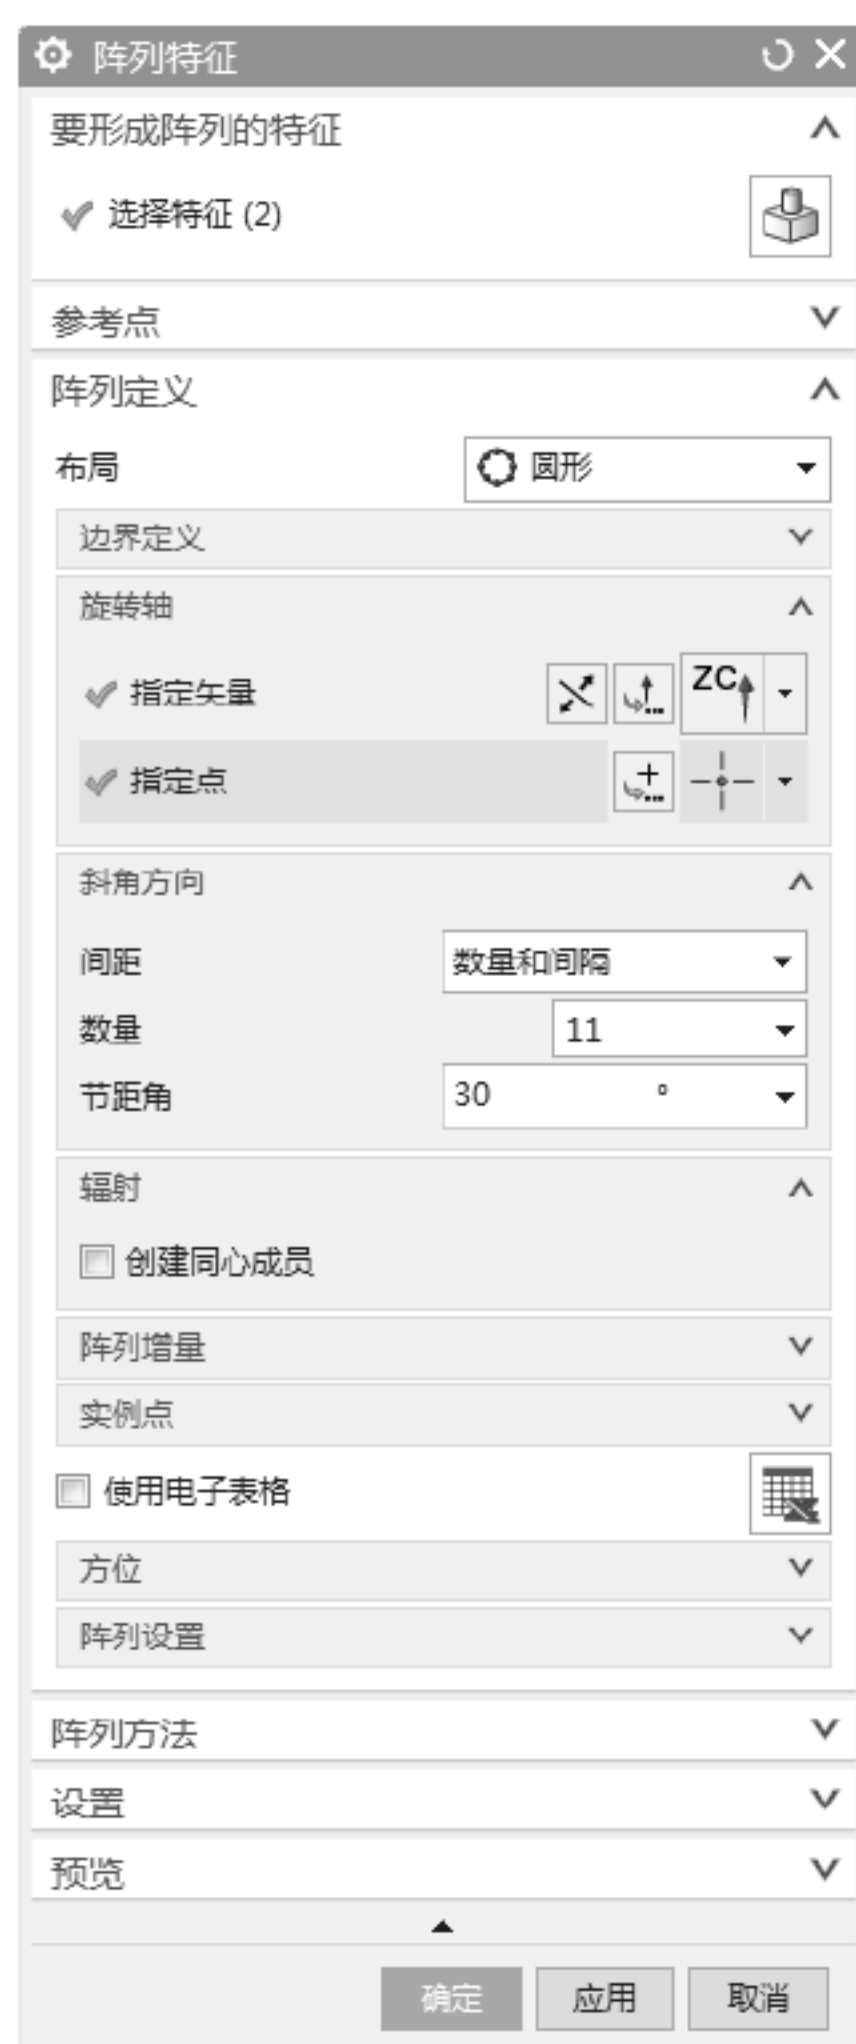 阵列特征
要形成阵列的特征
选择特征 (2)
参考点
阵列定义
布局 圆形
边界定义
旋转轴
指定矢量 ZC
指定点
斜角方向
间距 数量和间隔
数量 11
节距角 30 °
辐射
创建同心成员
阵列增量
实例点
使用电子表格
方位
阵列设置
阵列方法
设置
预览
确定 应用 取消